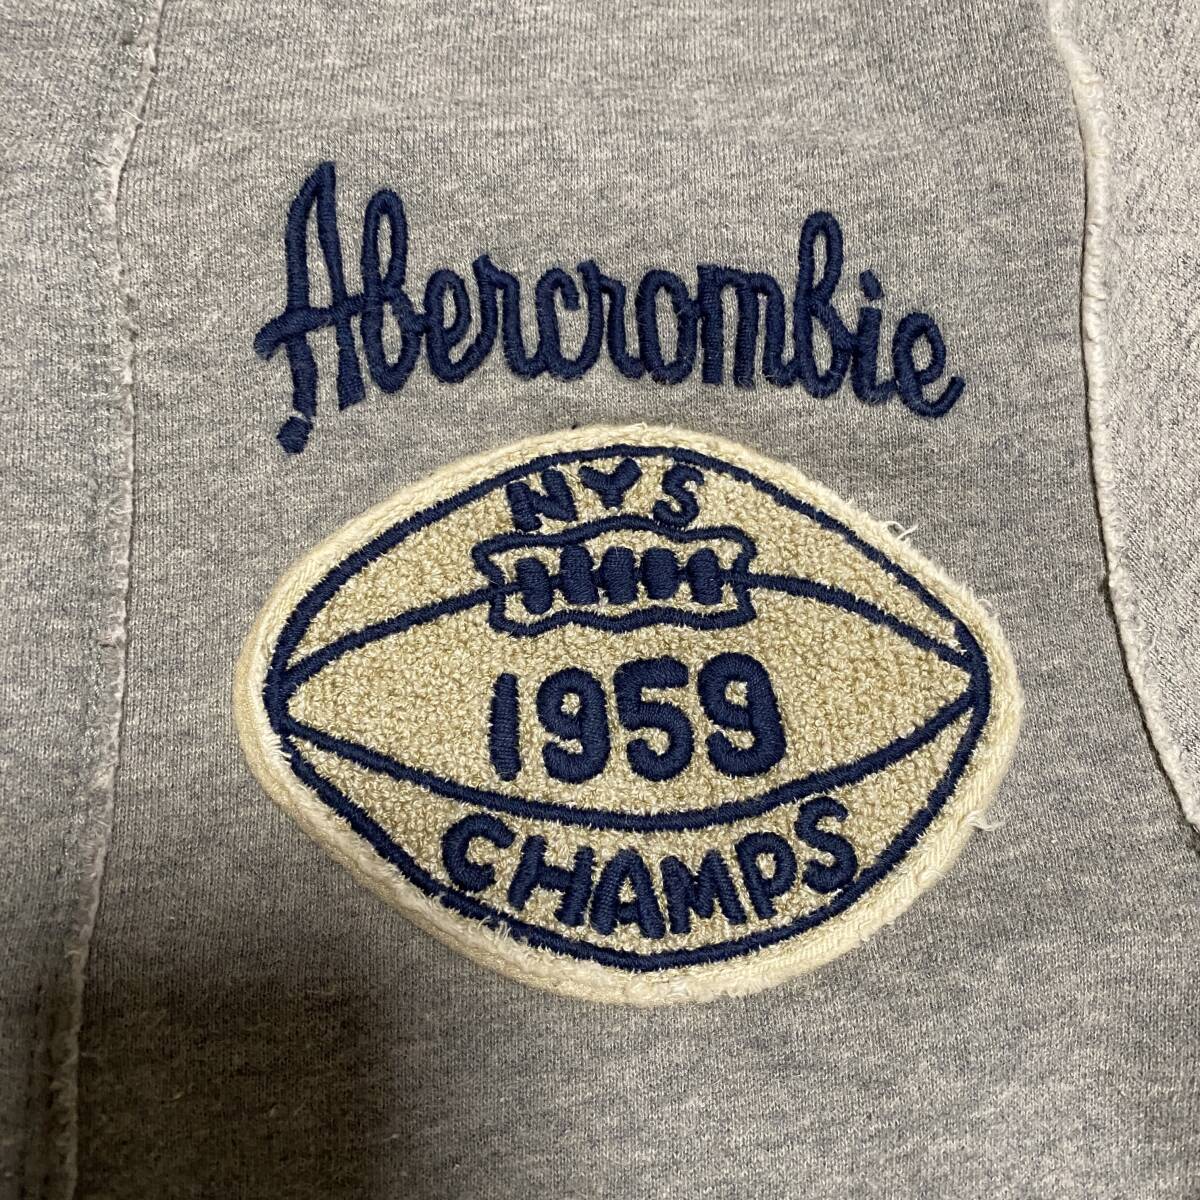 Abercrombie
NYS
1959
CHAMPS